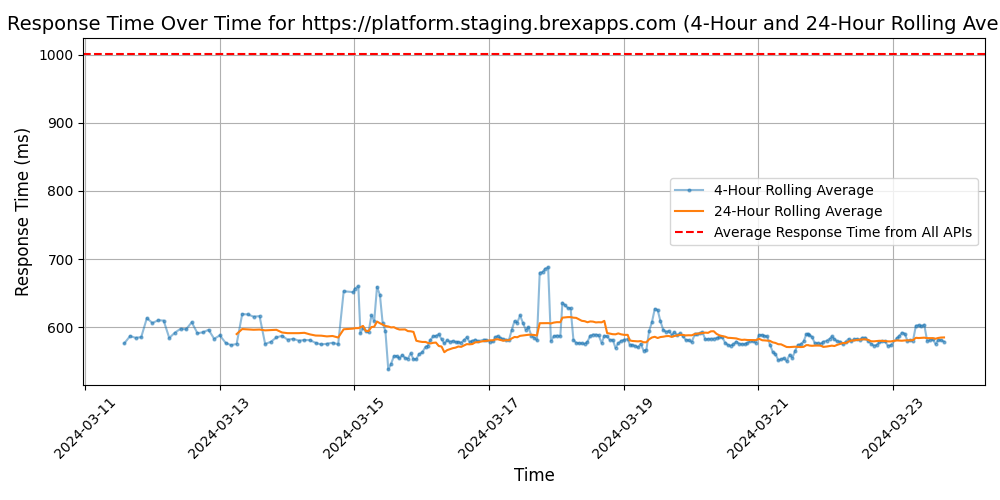 Response Time Over Time for https://platform.staging.brexapps.com (4-Hour and 24-Hour Rolling Ave
1000
900
800
700
600
Response Time (ms)
4-Hour Rolling Average
24-Hour Rolling Average
Average Response Time from All APIs
2024-03-11
2024-03-13
2024-03-15
2024-03-17
2024-03-19
2024-03-21
2024-03-23
Time